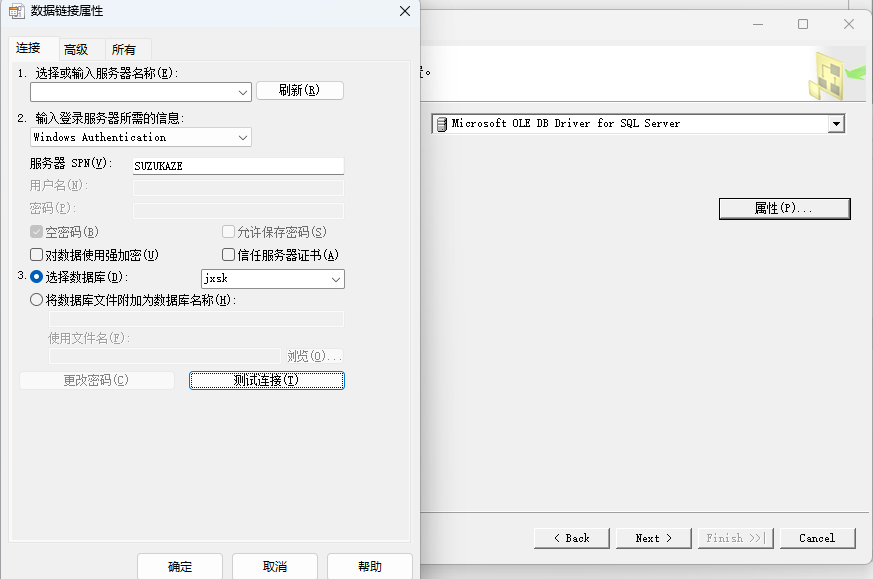 数据链接属性
连接 高级 所有
1. 选择或输入服务器名称(E):
刷新(R)
2. 输入登录服务器所需的信息:
Windows Authentication
服务器 SPN(V): SUZUKAZE
用户名(N):
密码(P):
空密码(B) 允许保存密码(S)
对数据使用强加密(U) 信任服务器证书(A)
3. 选择数据库(D): jxsk
将数据库文件附加为数据库名称(H):
使用文件名(F):
浏览(O)...
更改密码(C) 测试连接(T)
确定 取消 帮助
Microsoft OLE DB Driver for SQL Server
属性(P)...
< Back Next > Finish >>| Cancel